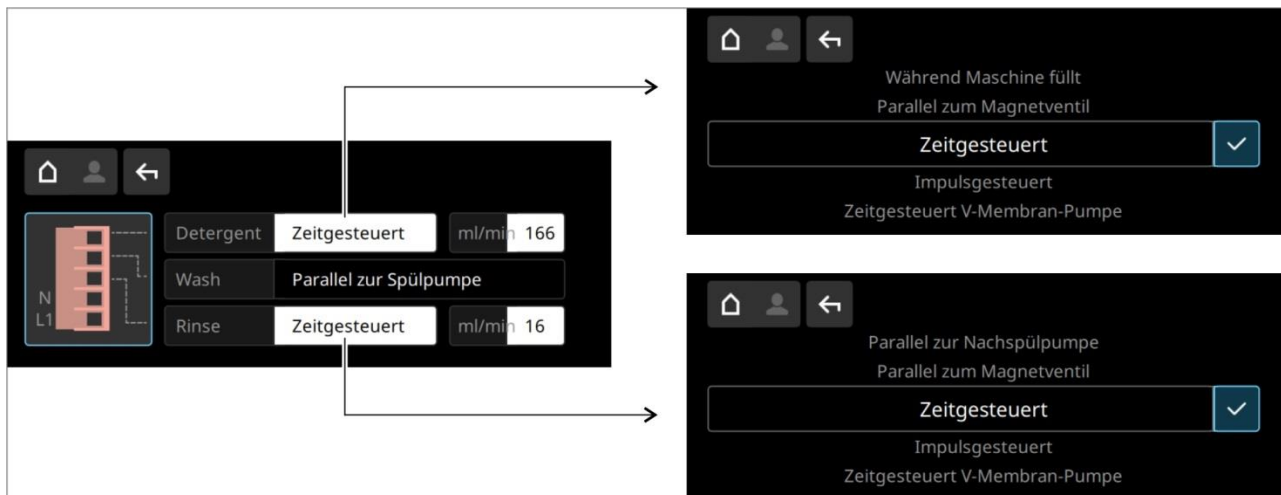 N
L1
Detergent Zeitgesteuert ml/min 166
Wash Parallel zur Spülpumpe
Rinse Zeitgesteuert ml/min 16
Während Maschine füllt
Parallel zum Magnetventil
Zeitgesteuert
Impulsgesteuert
Zeitgesteuert V-Membran-Pumpe
Parallel zur Nachspülpumpe
Parallel zum Magnetventil
Zeitgesteuert
Impulsgesteuert
Zeitgesteuert V-Membran-Pumpe